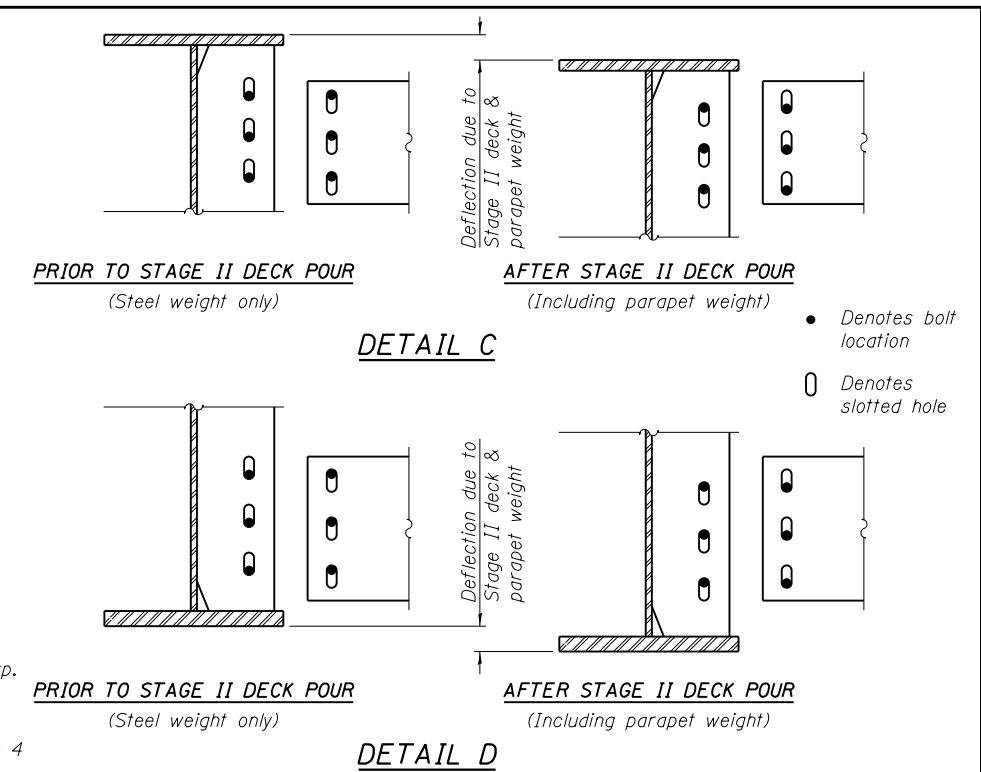 Deflection due to
Stage II deck &
parapet weight
PRIOR TO STAGE II DECK POUR
(Steel weight only)
AFTER STAGE II DECK POUR
(Including parapet weight)
DETAIL C
Denotes bolt
location
Denotes
slotted hole
Deflection due to
Stage II deck &
parapet weight
PRIOR TO STAGE II DECK POUR
(Steel weight only)
AFTER STAGE II DECK POUR
(Including parapet weight)
4
DETAIL D